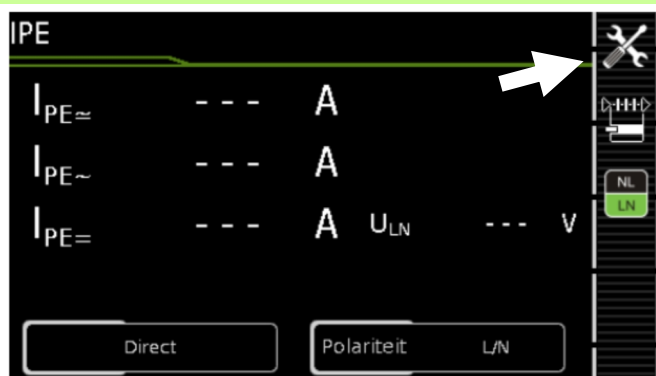 IPE
IPE≂ - - - A
IPE~ - - - A
IPE= - - - A ULN - - - V
NL
LN
Direct
Polariteit L/N